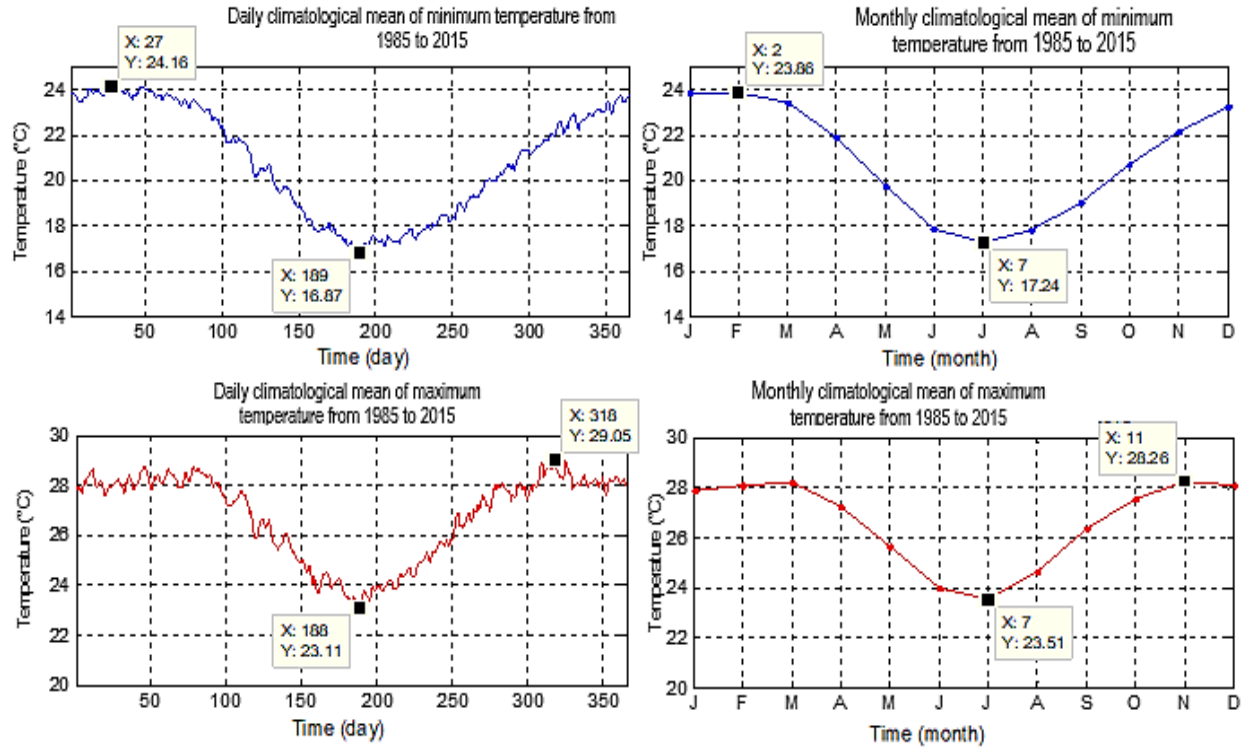 Daily climatological mean of minimum temperature from
1985 to 2015
X: 27
Y: 24.16
24
22
20
18
16
14
Temperature (°C)
X: 189
Y: 16.87
50 100 150 200 250 300 350
Time (day)
Monthly climatological mean of minimum
temperature from 1985 to 2015
X: 2
Y: 23.86
24
22
20
18
16
14
Temperature (°C)
X: 7
Y: 17.24
J F M A M J J A S O N D
Time (month)
Daily climatological mean of maximum
temperature from 1985 to 2015
X: 318
Y: 29.05
30
28
26
24
22
20
Temperature (°C)
X: 188
Y: 23.11
50 100 150 200 250 300 350
Time (day)
Monthly climatological mean of maximum
temperature from 1985 to 2015
X: 11
Y: 28.26
30
28
26
24
22
20
Temperature (°C)
X: 7
Y: 23.51
J F M A M J J A S O N D
Time (month)